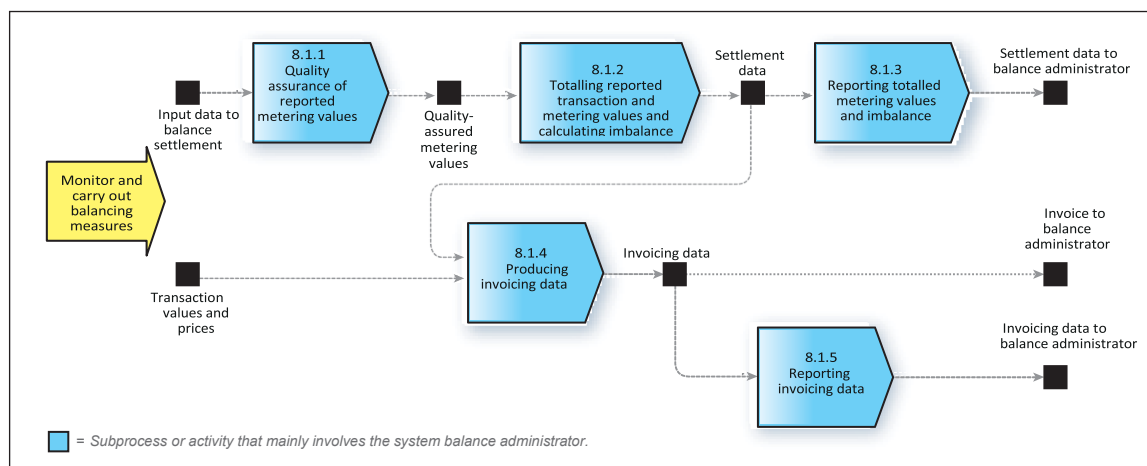 8.1.1
Quality
assurance of
reported
metering values
8.1.2
Totalling reported
transaction and
metering values and
calculating imbalance
Settlement
data
8.1.3
Reporting totalled
metering values
and imbalance
Settlement data to
balance administrator
Input data to
balance
settlement
Quality-
assured
metering
values
Monitor and
carry out
balancing
measures
8.1.4
Producing
invoicing data
Invoicing data
Invoice to
balance
administrator
Transaction
values and
prices
8.1.5
Reporting
invoicing data
Invoicing data to
balance administrator
= Subprocess or activity that mainly involves the system balance administrator.